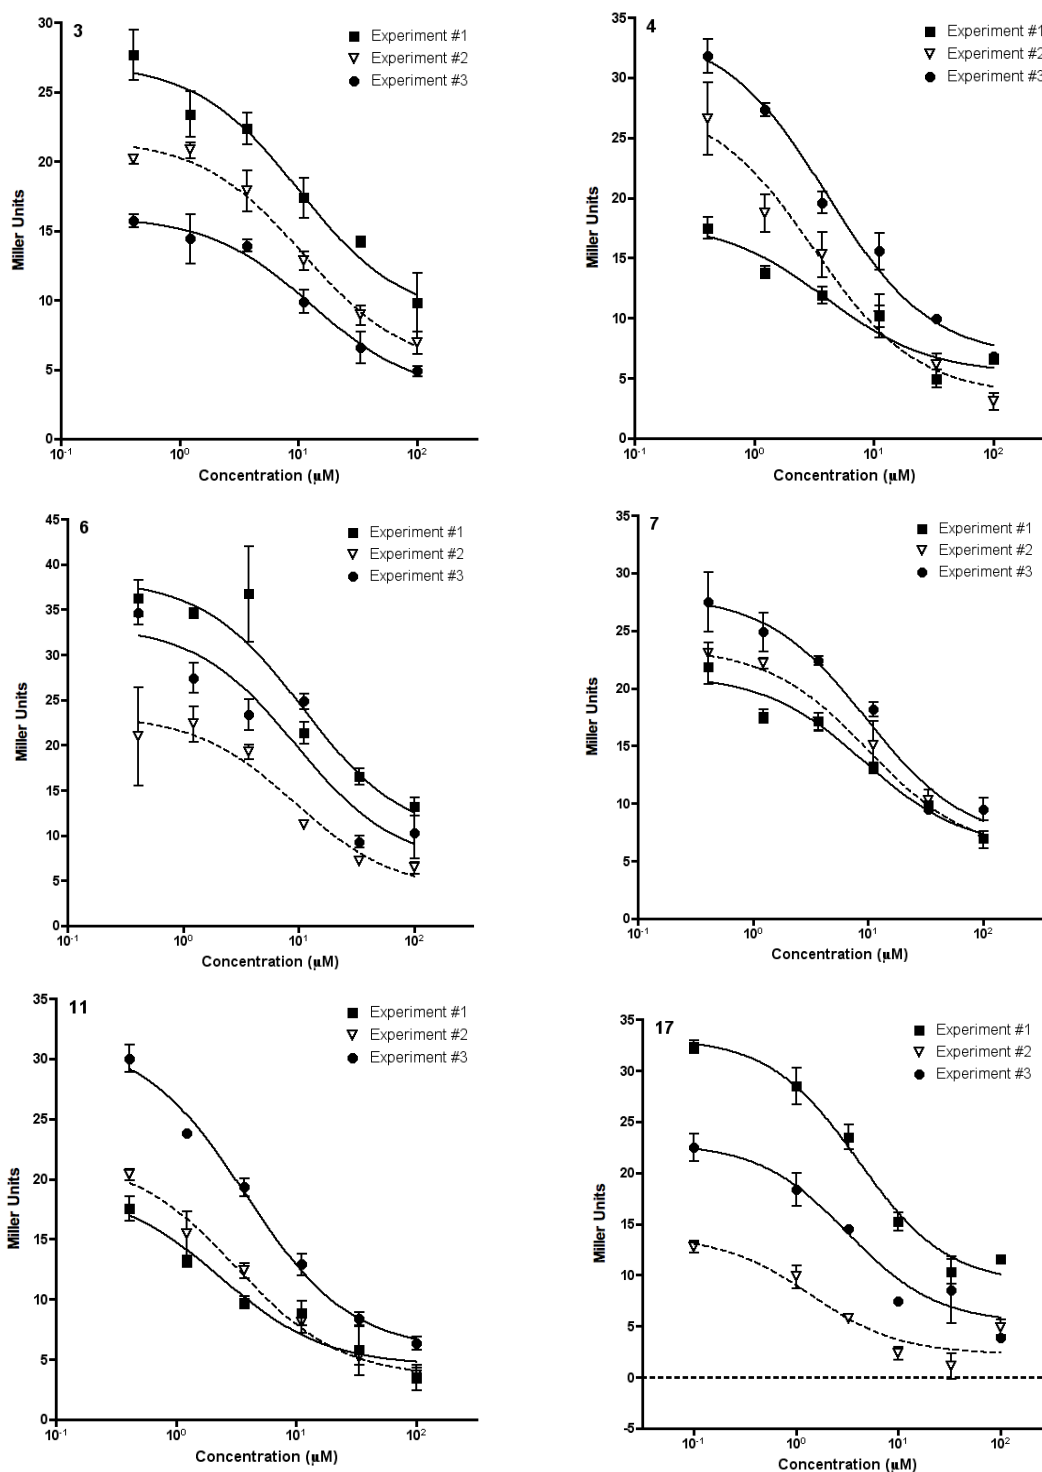 3
Experiment #1
Experiment #2
Experiment #3
30
25
20
15
10
5
0
Miller Units
10⁻¹ 10⁰ 10¹ 10²
Concentration (µM)
4
Experiment #1
Experiment #2
Experiment #3
35
30
25
20
15
10
5
0
Miller Units
10⁻¹ 10⁰ 10¹ 10²
Concentration (µM)
6
Experiment #1
Experiment #2
Experiment #3
45
40
35
30
25
20
15
10
5
0
Miller Units
10⁻¹ 10⁰ 10¹ 10²
Concentration (µM)
7
Experiment #1
Experiment #2
Experiment #3
35
30
25
20
15
10
5
0
Miller Units
10⁻¹ 10⁰ 10¹ 10²
Concentration (µM)
11
Experiment #1
Experiment #2
Experiment #3
35
30
25
20
15
10
5
0
Miller Units
10⁻¹ 10⁰ 10¹ 10²
Concentration (µM)
17
Experiment #1
Experiment #2
Experiment #3
35
30
25
20
15
10
5
0
-5
Miller Units
10⁻¹ 10⁰ 10¹ 10²
Concentration (µM)